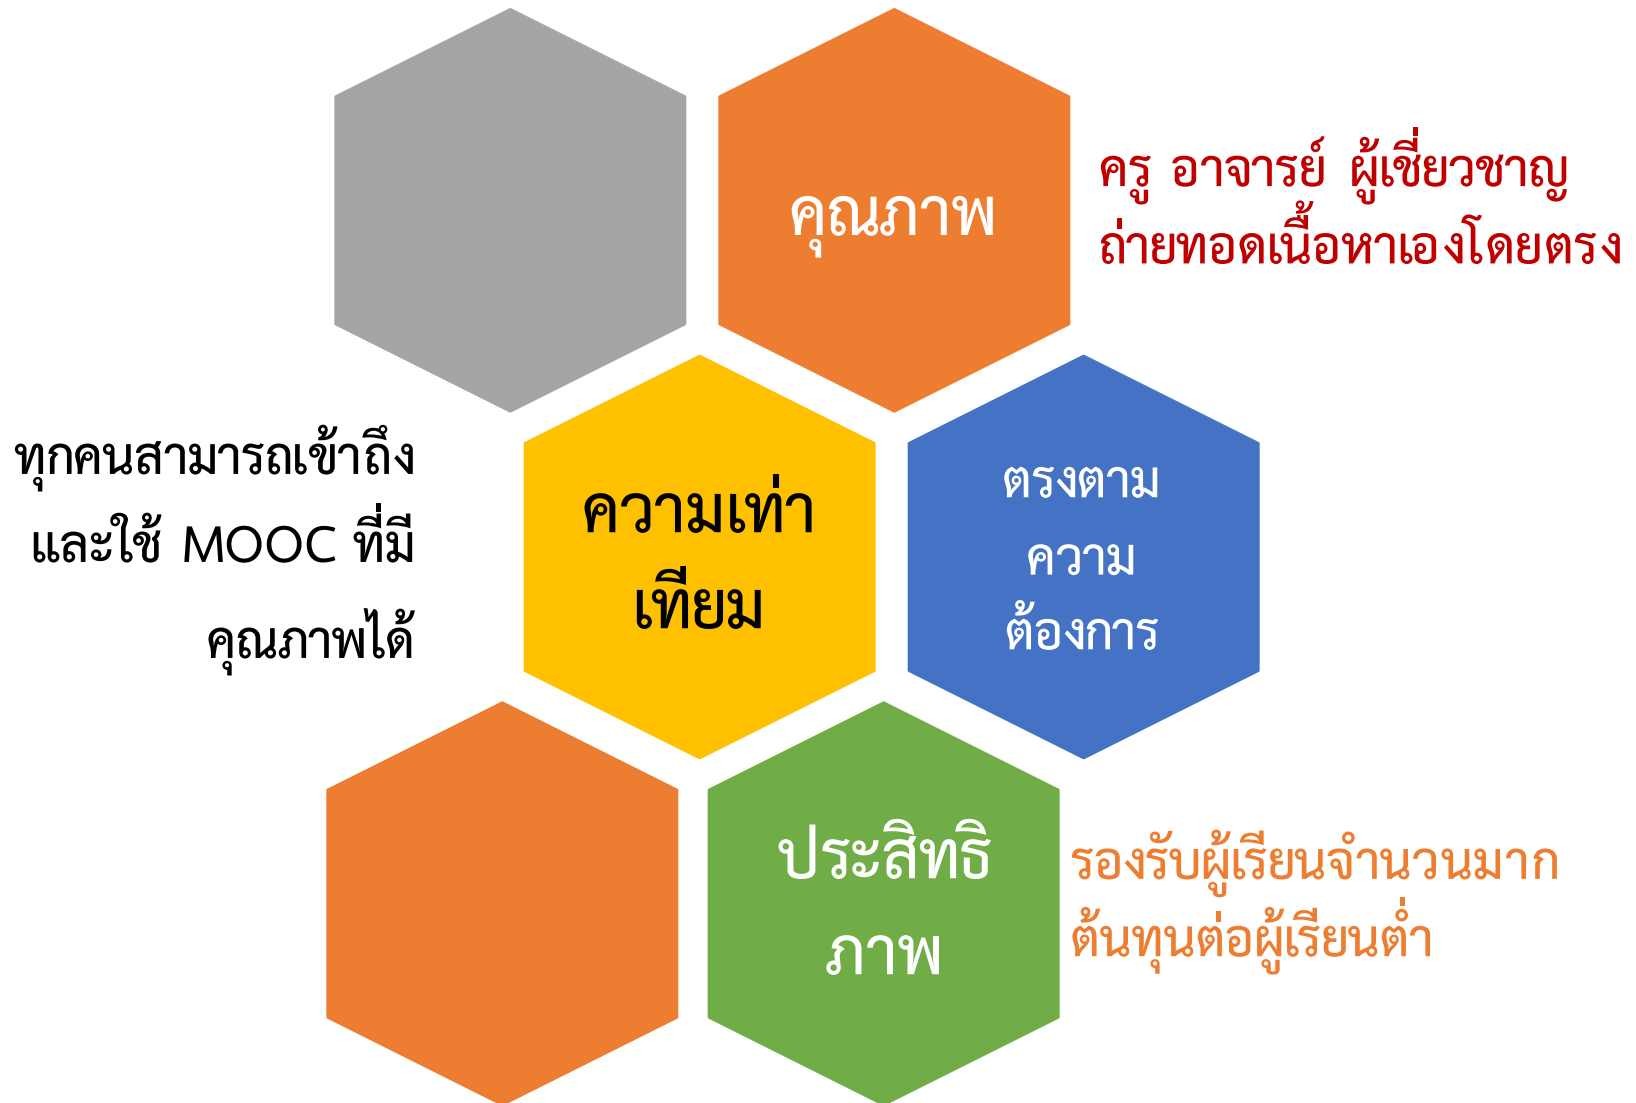 คุณภาพ
ครู อาจารย์ ผู้เชี่ยวชาญ
ถ่ายทอดเนื้อหาเองโดยตรง
ทุกคนสามารถเข้าถึง
และใช้ MOOC ที่มี
คุณภาพได้
ความเท่า
เทียม
ตรงตาม
ความ
ต้องการ
ประสิทธิ
ภาพ
รองรับผู้เรียนจำนวนมาก
ต้นทุนต่อผู้เรียนต่ำ